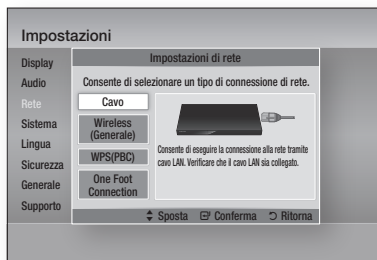 Impostazioni
Display
Audio
Rete
Sistema
Lingua
Sicurezza
Generale
Supporto
Impostazioni di rete
Consente di selezionare un tipo di connessione di rete.
Cavo
Wireless
(Generale)
WPS(PBC)
One Foot
Connection
Consente di eseguire la connessione alla rete tramite
cavo LAN. Verificare che il cavo LAN sia collegato.
Sposta Conferma Ritorna